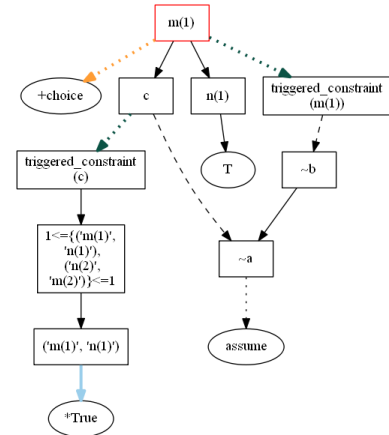 m(1)
+choice
c
n(1)
triggered_constraint
(m(1))
triggered_constraint
(c)
T
~b
1<={('m(1)',
'n(1)'),
('n(2)',
'm(2)')}<=1
~a
('m(1)', 'n(1)')
assume
*True